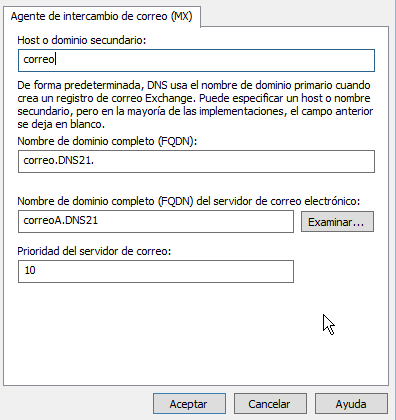 Agente de intercambio de correo (MX)
Host o dominio secundario:
correo
De forma predeterminada, DNS usa el nombre de dominio primario cuando
crea un registro de correo Exchange. Puede especificar un host o nombre
secundario, pero en la mayoría de las implementaciones, el campo anterior
se deja en blanco.
Nombre de dominio completo (FQDN):
correo.DNS21.
Nombre de dominio completo (FQDN) del servidor de correo electrónico:
correoA.DNS21
Examinar...
Prioridad del servidor de correo:
10
Aceptar
Cancelar
Ayuda